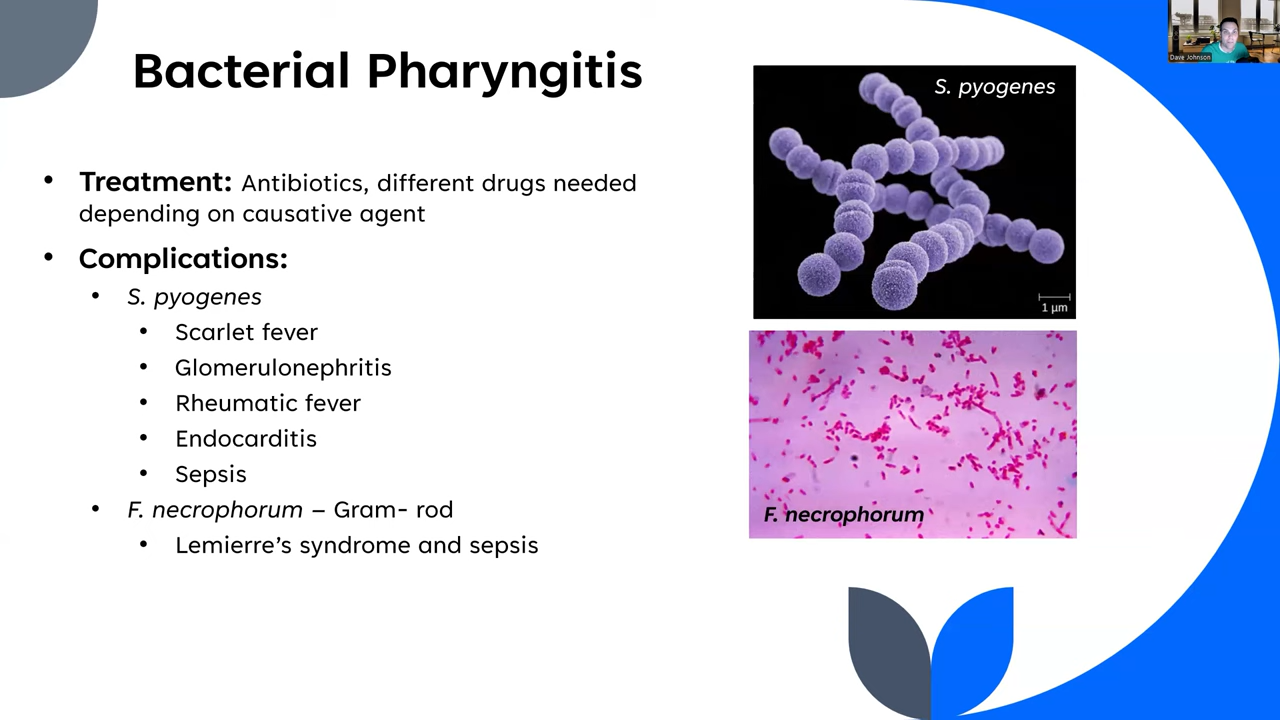 Bacterial Pharyngitis
• Treatment: Antibiotics, different drugs needed
depending on causative agent
• Complications:
• S. pyogenes
• Scarlet fever
• Glomerulonephritis
• Rheumatic fever
• Endocarditis
• Sepsis
• F. necrophorum – Gram- rod
• Lemierre’s syndrome and sepsis
S. pyogenes
1 μm
F. necrophorum
Dave Johnson